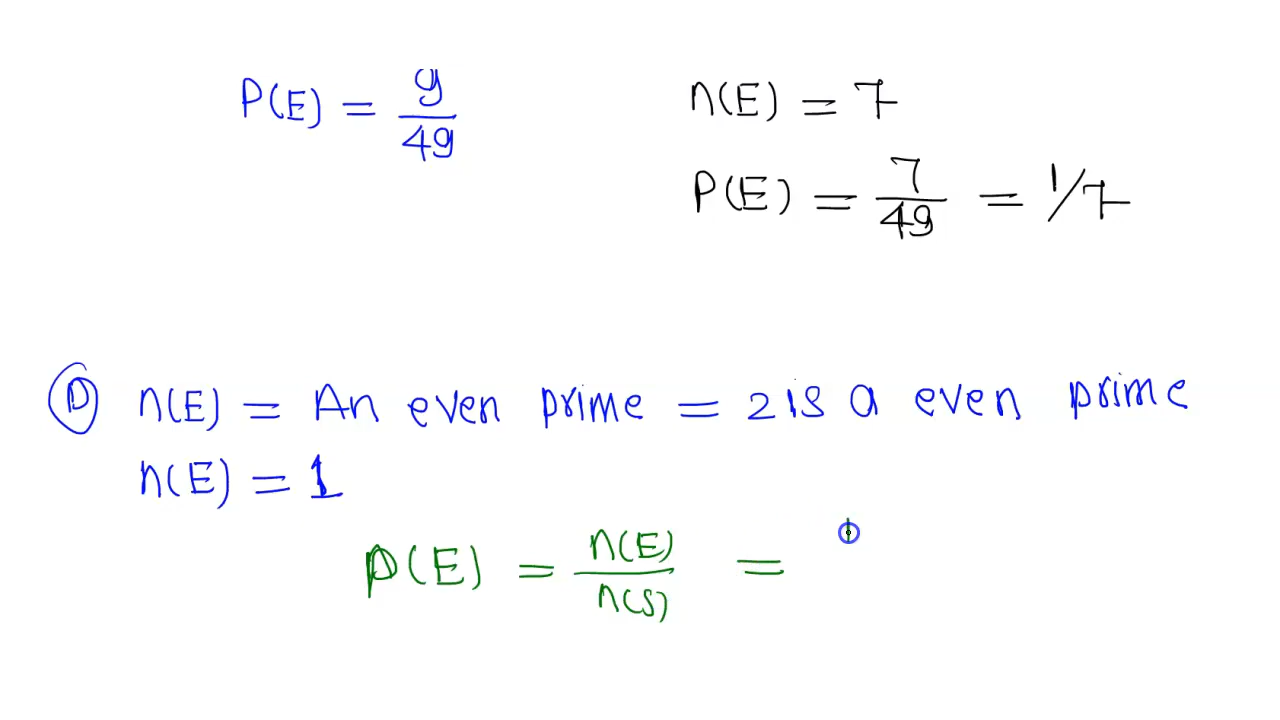 P(E) = 9/49
n(E) = 7
P(E) = 7/49 = 1/7
D n(E) = An even prime = 2 is a even prime
n(E) = 1
P(E) = n(E)/n(S) =